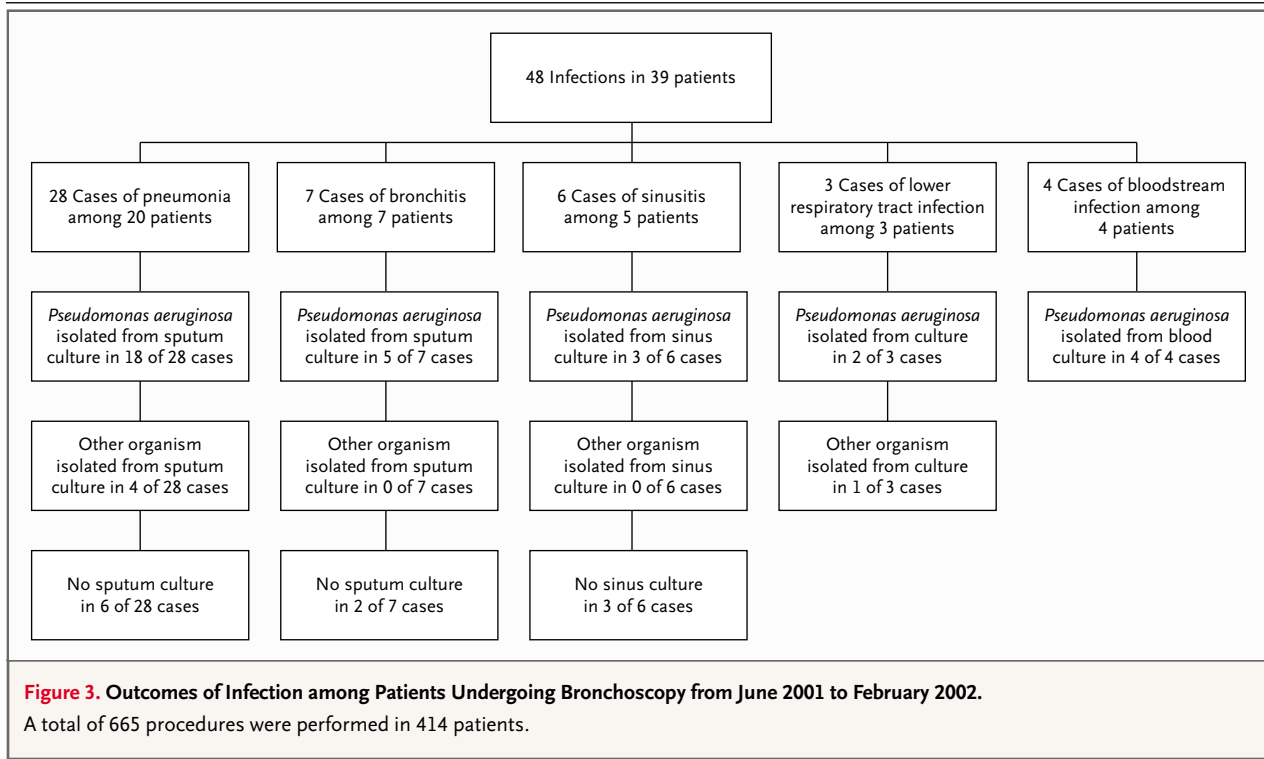 48 Infections in 39 patients
28 Cases of pneumonia
among 20 patients
7 Cases of bronchitis
among 7 patients
6 Cases of sinusitis
among 5 patients
3 Cases of lower
respiratory tract infection
among 3 patients
4 Cases of bloodstream
infection among
4 patients
Pseudomonas aeruginosa
isolated from sputum
culture in 18 of 28 cases
Pseudomonas aeruginosa
isolated from sputum
culture in 5 of 7 cases
Pseudomonas aeruginosa
isolated from sinus
culture in 3 of 6 cases
Pseudomonas aeruginosa
isolated from culture
in 2 of 3 cases
Pseudomonas aeruginosa
isolated from blood
culture in 4 of 4 cases
Other organism
isolated from sputum
culture in 4 of 28 cases
Other organism
isolated from sputum
culture in 0 of 7 cases
Other organism
isolated from sinus
culture in 0 of 6 cases
Other organism
isolated from culture
in 1 of 3 cases
No sputum culture
in 6 of 28 cases
No sputum culture
in 2 of 7 cases
No sinus culture
in 3 of 6 cases
Figure 3. Outcomes of Infection among Patients Undergoing Bronchoscopy from June 2001 to February 2002.
A total of 665 procedures were performed in 414 patients.